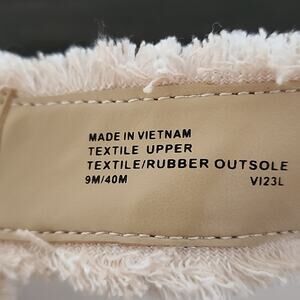 MADE IN VIETNAM
TEXTILE UPPER
TEXTILE/RUBBER OUTSOLE
9M/40M VI23L